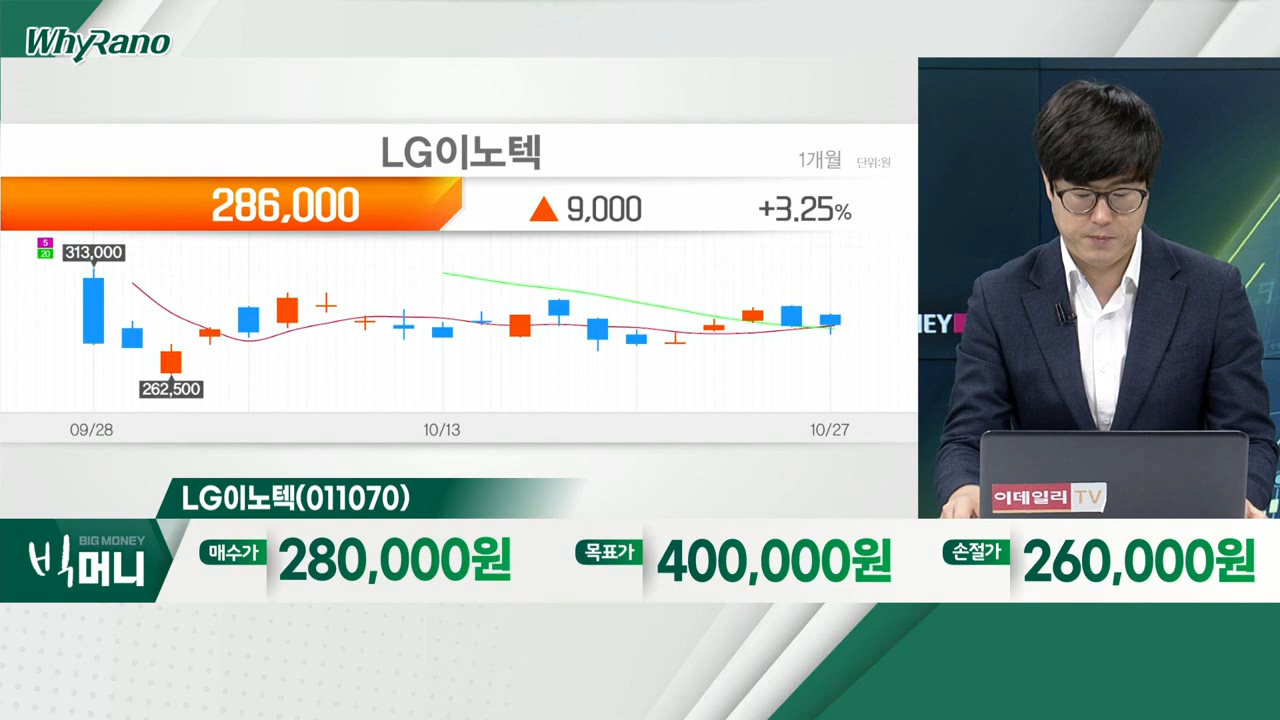 WhyRano
LG이노텍
1개월 단위:원
286,000 ▲ 9,000 +3.25%
5
20
313,000
262,500
09/28 10/13 10/27
NEY
이데일리 TV
LG이노텍(011070)
BIG MONEY
빅머니
매수가 280,000원 목표가 400,000원 손절가 260,000원